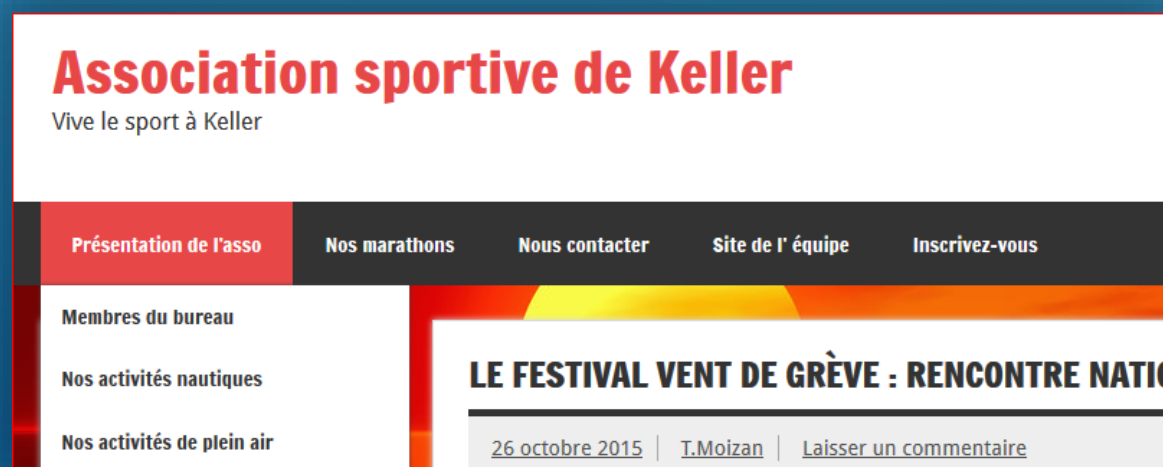 Association sportive de Keller
Vive le sport à Keller
Présentation de l'asso
Nos marathons
Nous contacter
Site de l' équipe
Inscrivez-vous
Membres du bureau
Nos activités nautiques
Nos activités de plein air
LE FESTIVAL VENT DE GRÈVE : RENCONTRE
26 octobre 2015
T.Moizan
Laisser un commentaire